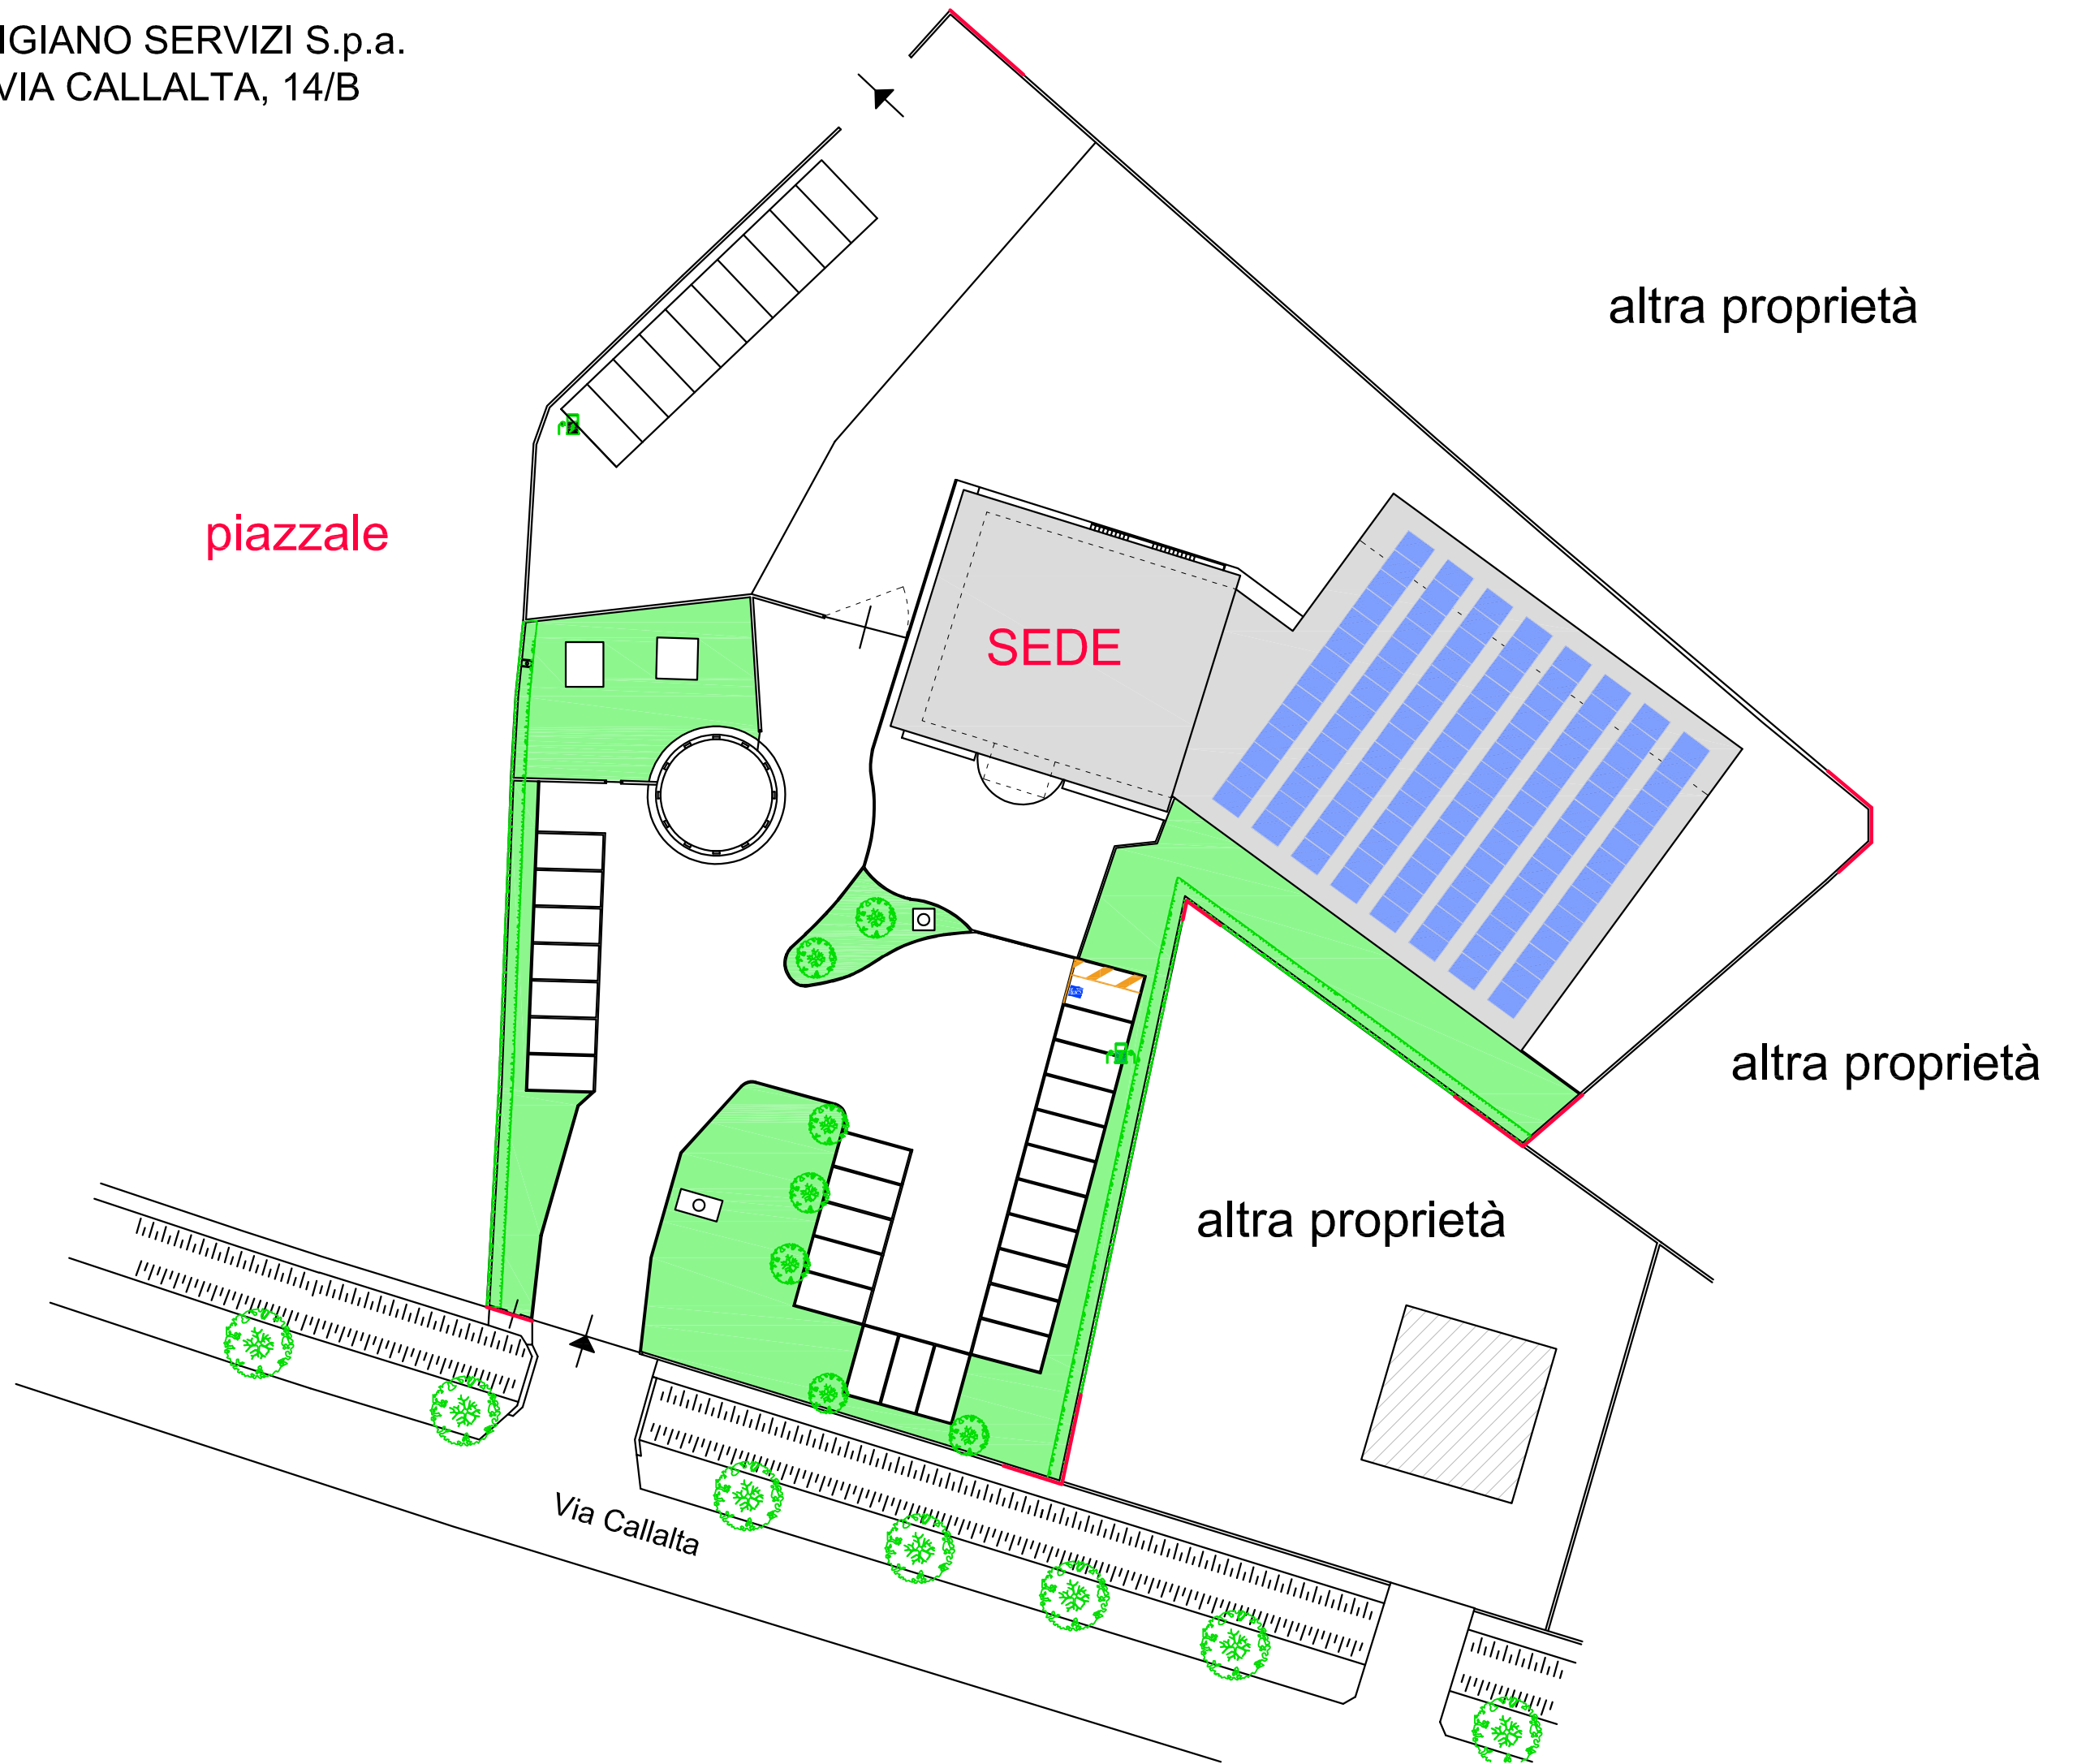 IGIANO SERVIZI S.p.a.
VIA CALLALTA, 14/B
altra proprietà
piazzale
SEDE
altra proprietà
altra proprietà
Via Callalta